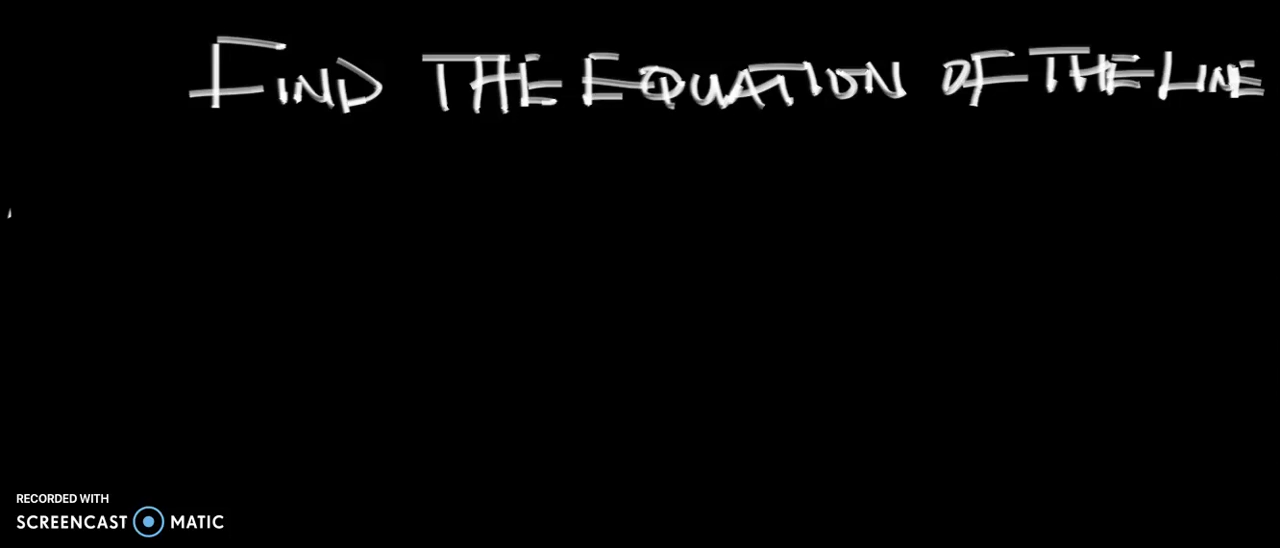 FIND THE EQUATION OF THE LINE
RECORDED WITH
SCREENCAST MATIC